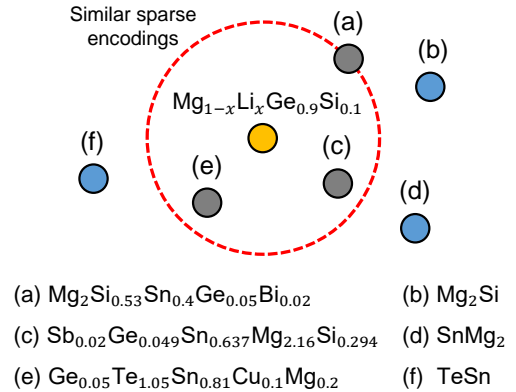 Similar sparse
encodings
(a)
(b)
Mg₁₋ₓLiₓGe₀.₉Si₀.₁
(f)
(e)
(c)
(d)
(a) Mg₂Si₀.₅₃Sn₀.₄Ge₀.₀₅Bi₀.₀₂ (b) Mg₂Si
(c) Sb₀.₀₂Ge₀.₀₄₉Sn₀.₆₃₇Mg₂.₁₆Si₀.₂₉₄ (d) SnMg₂
(e) Ge₀.₀₅Te₁.₀₅Sn₀.₈₁Cu₀.₁Mg₀.₂ (f) TeSn